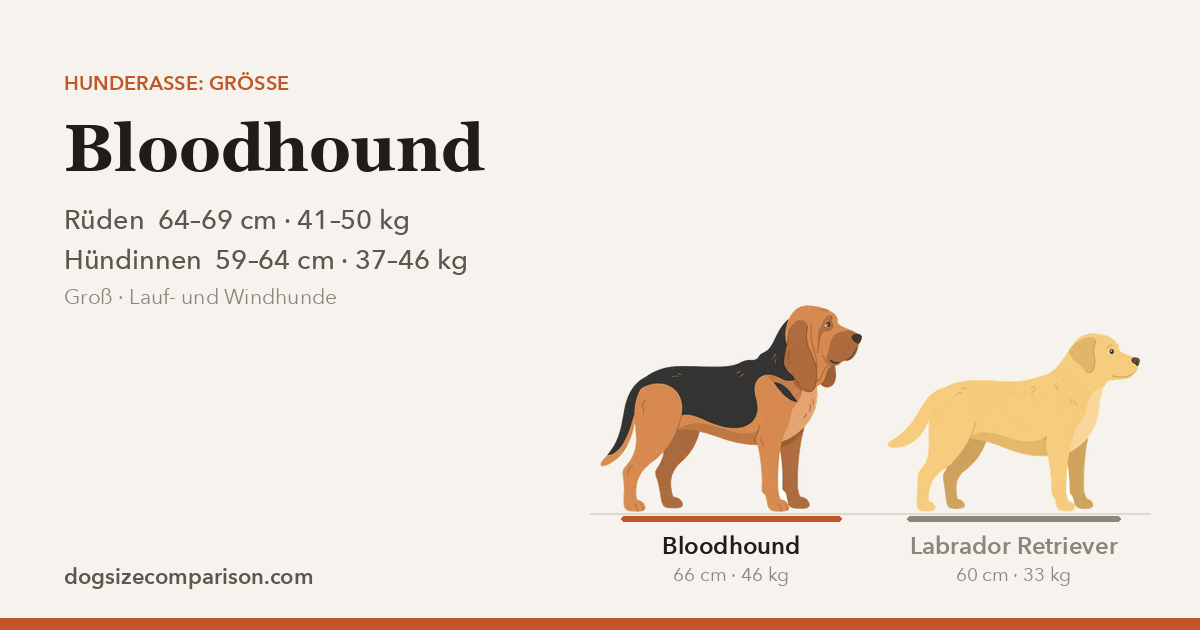 HUNDERASSE: GRÖSSE
Bloodhound
Rüden 64–69 cm · 41–50 kg
Hündinnen 59–64 cm · 37–46 kg
Groß · Lauf- und Windhunde
Bloodhound
66 cm · 46 kg
Labrador Retriever
60 cm · 33 kg
dogsizecomparison.com